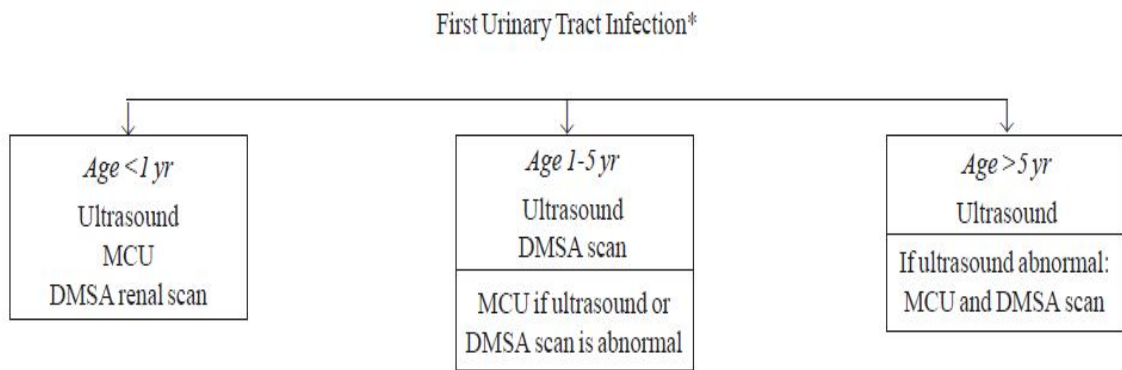 First Urinary Tract Infection*
Age <1 yr
Ultrasound
MCU
DMSA renal scan
Age 1-5 yr
Ultrasound
DMSA scan
MCU if ultrasound or
DMSA scan is abnormal
Age >5 yr
Ultrasound
If ultrasound abnormal:
MCU and DMSA scan